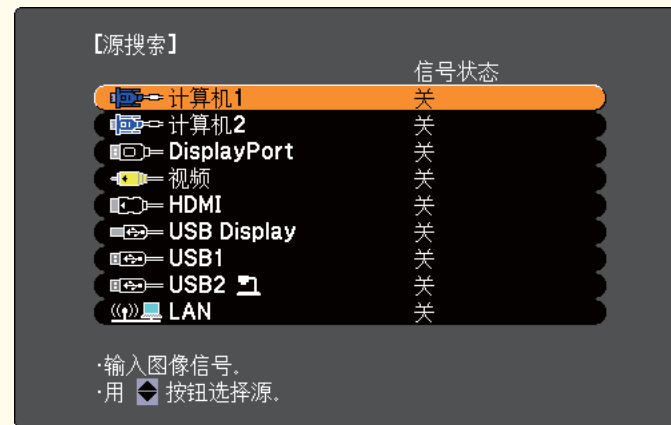 【源搜索】
信号状态
计算机1 关
计算机2 关
DisplayPort 关
视频 关
HDMI 关
USB Display 关
USB1 关
USB2 关
LAN 关
·输入图像信号.
·用 按钮选择源.